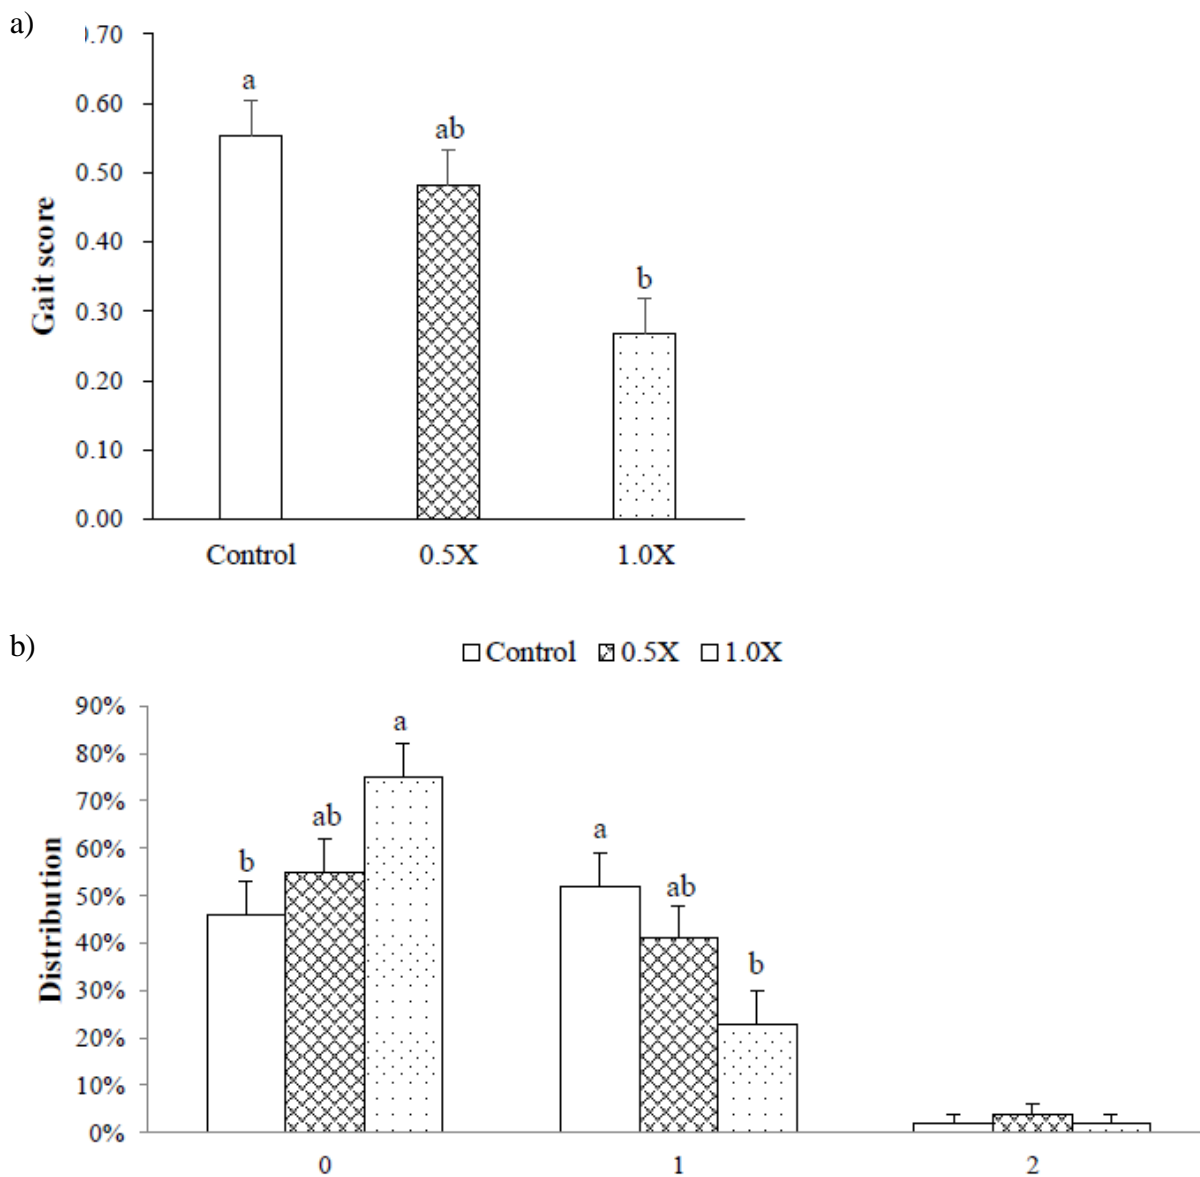 a)
0.70
a
0.60
ab
0.50
0.40
Gait score
b
0.30
0.20
0.10
0.00
Control 0.5X 1.0X
b)
Control 0.5X 1.0X
90%
a
80%
70%
ab
a
60%
b
ab
50%
40%
Distribution
b
30%
20%
10%
0%
0 1 2